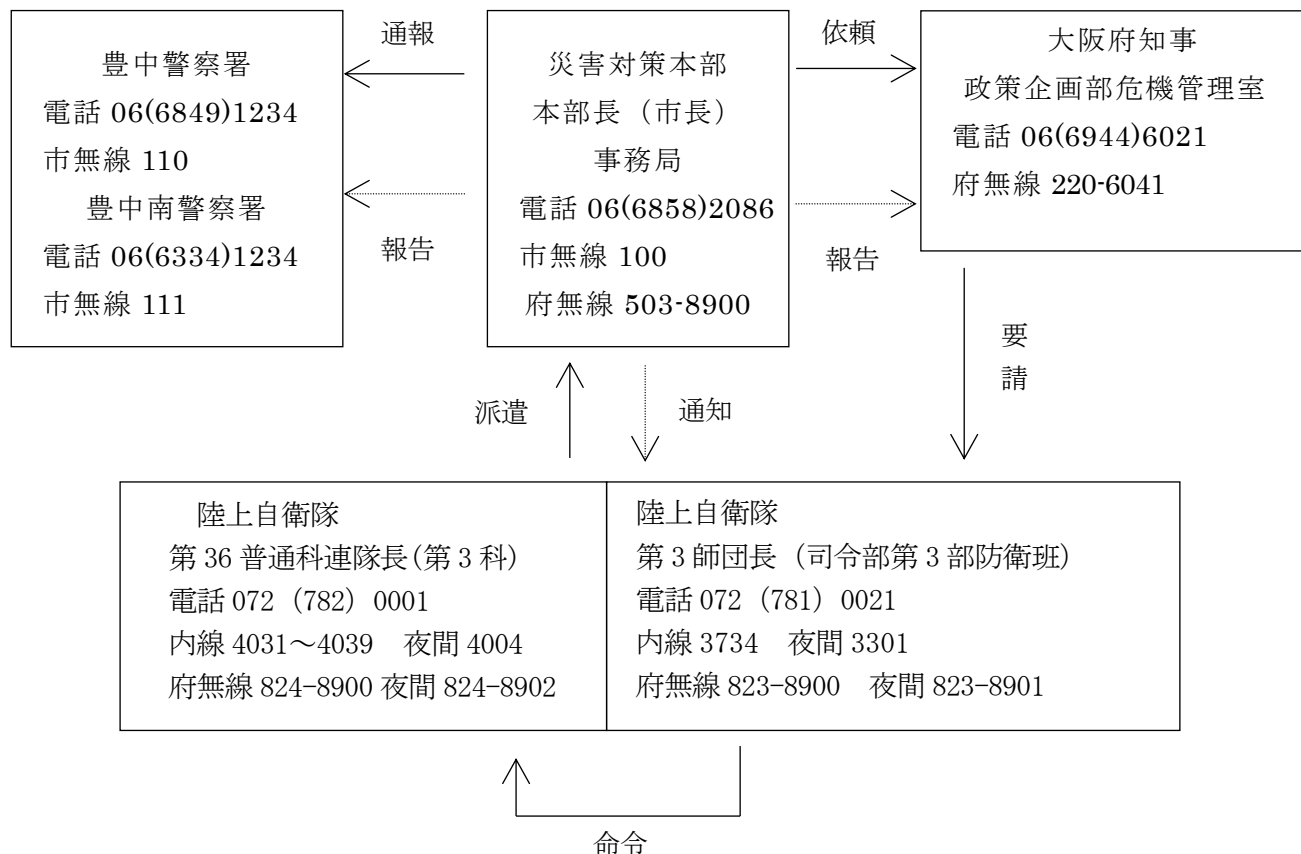 通報
豊中警察署
電話 06(6849)1234
市無線 110
豊中南警察署
電話 06(6334)1234
市無線 111
報告
災害対策本部
本部長（市長）
事務局
電話 06(6858)2086
市無線 100
府無線 503-8900
依頼
報告
大阪府知事
政策企画部危機管理室
電話 06(6944)6021
府無線 220-6041
要請
派遣
通知
陸上自衛隊
第 36 普通科連隊長(第 3 科)
電話 072（782）0001
内線 4031～4039　夜間 4004
府無線 824-8900 夜間 824-8902
陸上自衛隊
第 3 師団長（司令部第 3 部防衛班）
電話 072（781）0021
内線 3734　夜間 3301
府無線 823-8900　夜間 823-8901
命令